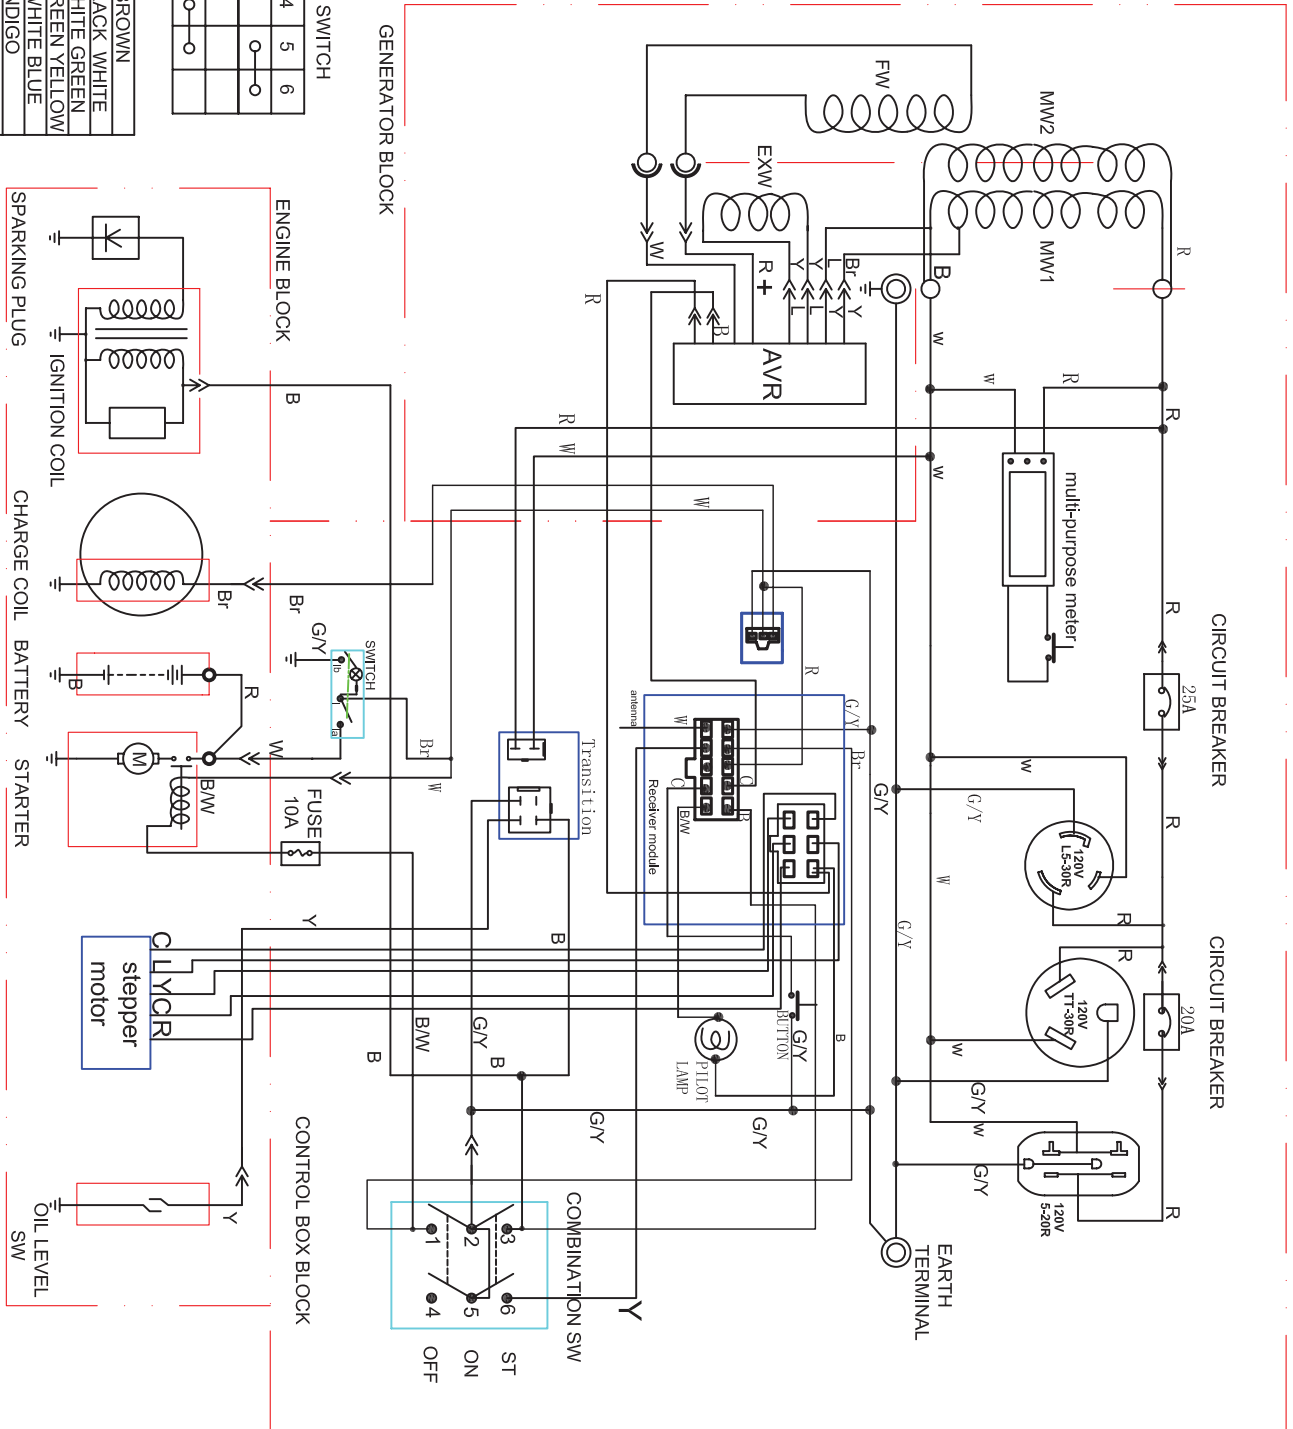 GENERATOR BLOCK
FW
MW2
MW1
EXW
R
B
W
R
+
Y
Y
L
Br
L
L
Y
Y
R
B
AVR
w
w
R
R
w
R
W
W
multi-purpose meter
R
CIRCUIT BREAKER
25A
R
w
G/Y
W
120V
L5-30R
R
R
CIRCUIT BREAKER
20A
120V
TT-30R
w
G/Y
w
G/Y
120V
5-20R
R
EARTH
TERMINAL
G/Y
G/Y
SWITCH
4
5
6
BROWN
WHITE
GREEN
YELLOW
WHITE BLUE
ENGINE BLOCK
SPARKING PLUG
IGNITION COIL
B
CHARGE COIL
Br
Br
BATTERY
B
R
STARTER
M
W
B/W
G/Y
SWITCH
Ib
I
Ia
Br
W
FUSE
10A
Transition
R
G/Y
Br
antenna
W
C
C
B
B/W
Receiver module
Y
B
stepper
motor
C
L
Y
C
R
B/W
G/Y
B
B
BUTTON
G/Y
B
PILOT
LAMP
G/Y
G/Y
CONTROL BOX BLOCK
COMBINATION SW
1
2
3
4
5
6
OFF
ON
ST
Y
OIL LEVEL
SW
Y